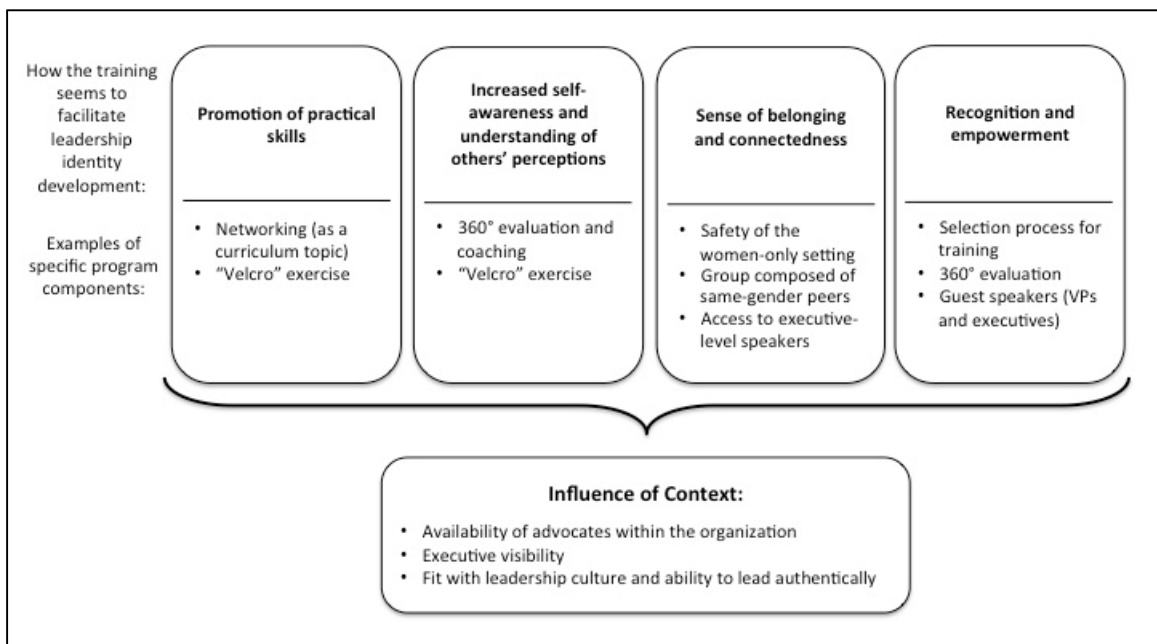 How the training
seems to
facilitate
leadership
identity
development:
Examples of
specific program
components:
Promotion of practical
skills
• Networking (as a
curriculum topic)
• “Velcro” exercise
Increased self-
awareness and
understanding of
others’ perceptions
• 360° evaluation and
coaching
• “Velcro” exercise
Sense of belonging
and connectedness
• Safety of the
women-only setting
• Group composed of
same-gender peers
• Access to executive-
level speakers
Recognition and
empowerment
• Selection process for
training
• 360° evaluation
• Guest speakers (VPs
and executives)
Influence of Context:
• Availability of advocates within the organization
• Executive visibility
• Fit with leadership culture and ability to lead authentically